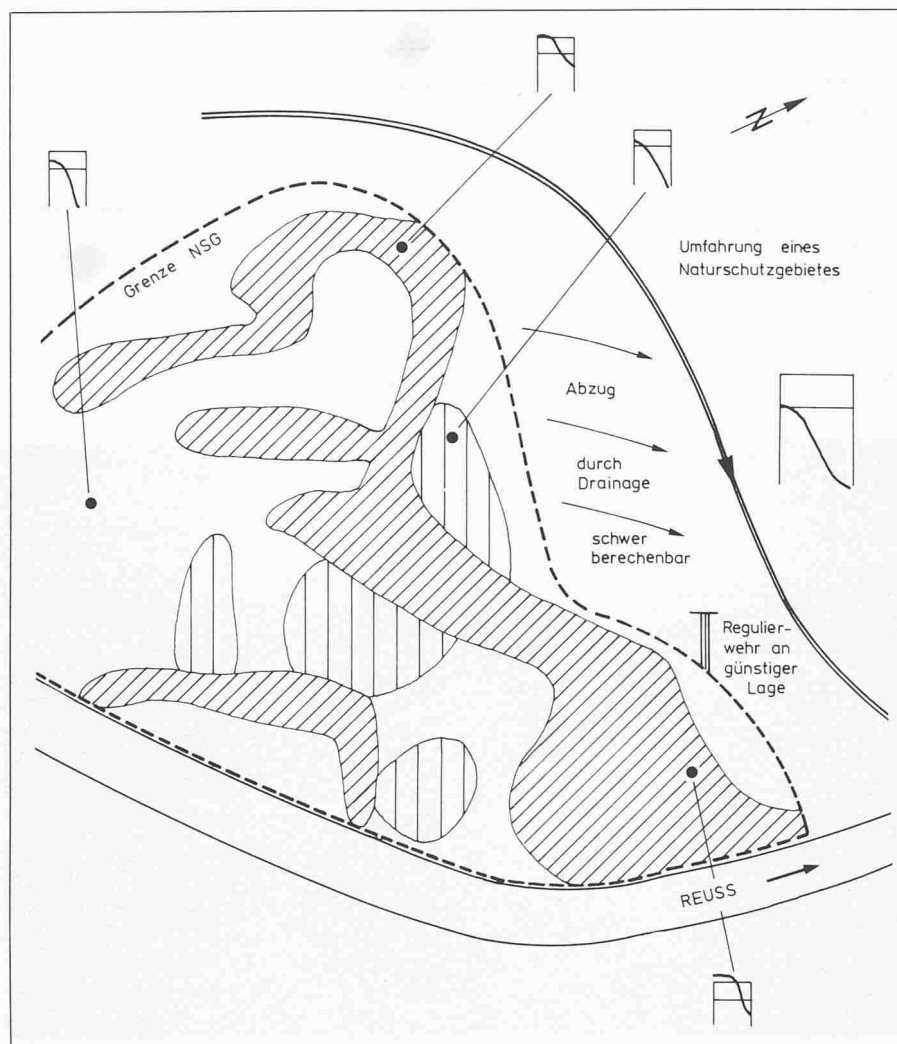 N
Umfahrung eines
Naturschutzgebietes
Grenze NSG
Abzug
durch
Drainage
schwer
berechenbar
Regulier-
wehr an
günstiger
Lage
REUSS